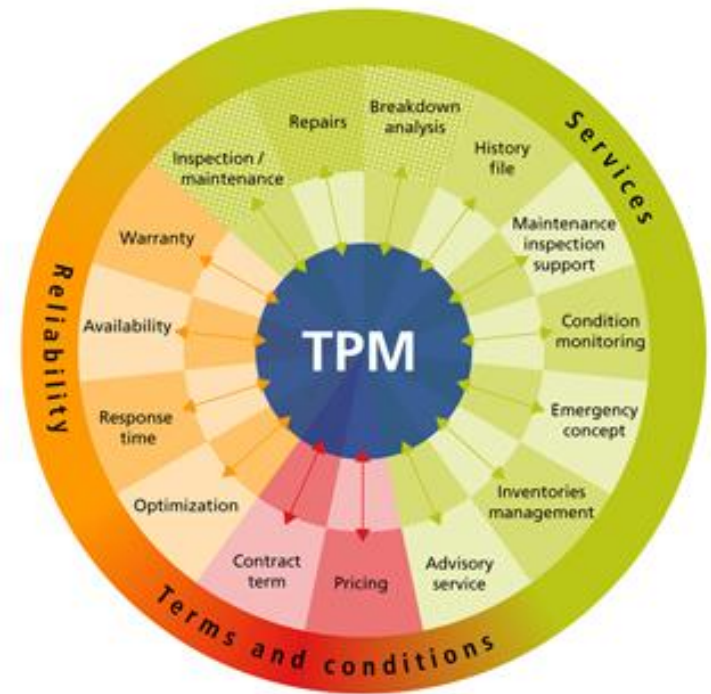 Services
Breakdown
analysis
Repairs
History
file
Inspection /
maintenance
Maintenance
inspection
support
Warranty
Condition
monitoring
Availability
TPM
Reliability
Emergency
concept
Response
time
Inventories
management
Optimization
Advisory
service
Contract
term
Pricing
Terms and conditions